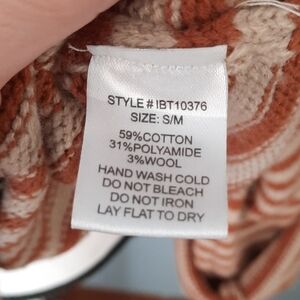 STYLE # IBT10376
SIZE: S/M
59%COTTON
31%POLYAMIDE
3%WOOL
HAND WASH COLD
DO NOT BLEACH
DO NOT IRON
LAY FLAT TO DRY